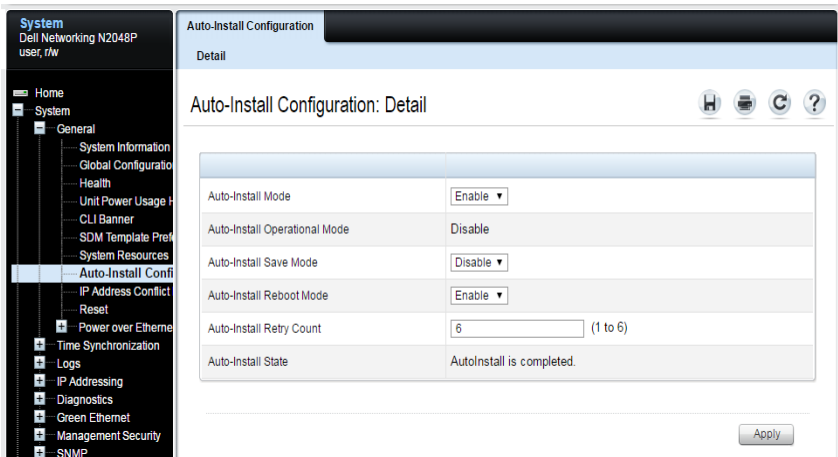 System
Dell Networking N2048P
user, r/w
Home
System
General
System Information
Global Configuratio
Health
Unit Power Usage H
CLI Banner
SDM Template Prefe
System Resources
Auto-Install Confi
IP Address Conflict
Reset
Power over Etherne
Time Synchronization
Logs
IP Addressing
Diagnostics
Green Ethernet
Management Security
SNMP
Auto-Install Configuration
Detail
Auto-Install Configuration: Detail
?
Auto-Install Mode Enable
Auto-Install Operational Mode Disable
Auto-Install Save Mode Disable
Auto-Install Reboot Mode Enable
Auto-Install Retry Count 6 (1 to 6)
Auto-Install State AutoInstall is completed.
Apply